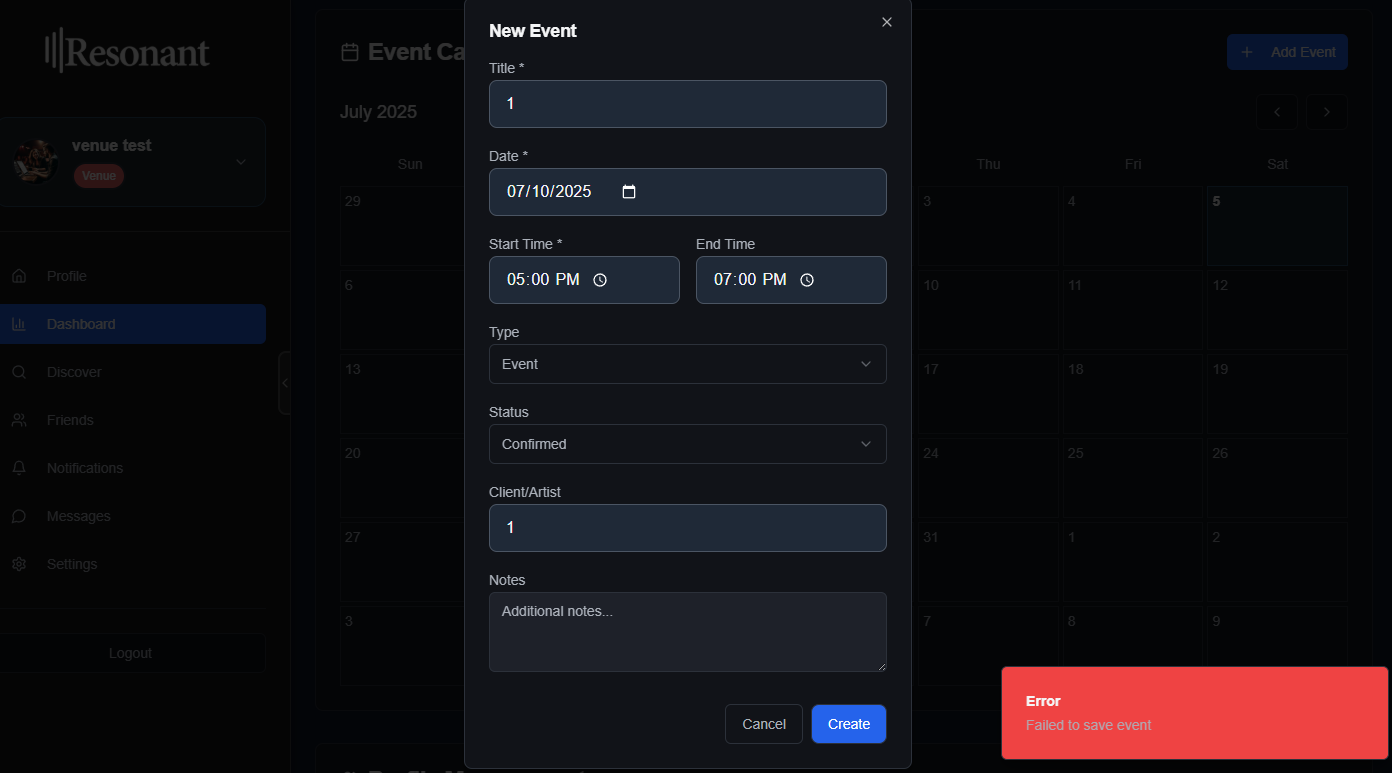 Resonant
venue test
Venue
Profile
Dashboard
Discover
Friends
Notifications
Messages
Settings
Logout
Event Ca
Add Event
July 2025
Sun
Thu
Fri
Sat
29
3
4
5
6
10
11
12
13
17
18
19
20
24
25
26
27
31
1
2
3
7
8
9
New Event
Title *
1
Date *
07/10/2025
Start Time *
End Time
05:00 PM
07:00 PM
Type
Event
Status
Confirmed
Client/Artist
1
Notes
Additional notes...
Cancel
Create
Error
Failed to save event